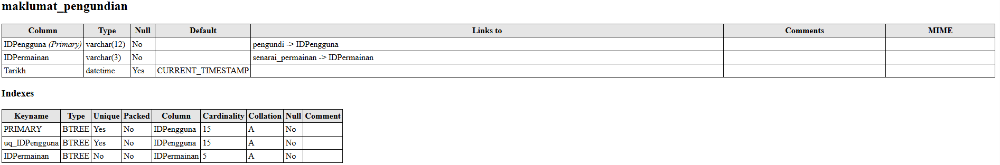 maklumat_pengundian
Column Type Null Default Links to Comments MIME
IDPengguna (Primary) varchar(12) No pengundi -> IDPengguna
IDPermainan varchar(3) No senarai_permainan -> IDPermainan
Tarikh datetime Yes CURRENT_TIMESTAMP
Indexes
Keyname Type Unique Packed Column Cardinality Collation Null Comment
PRIMARY BTREE Yes No IDPengguna 15 A No
uq_IDPengguna BTREE Yes No IDPengguna 15 A No
IDPermainan BTREE No No IDPermainan 5 A No